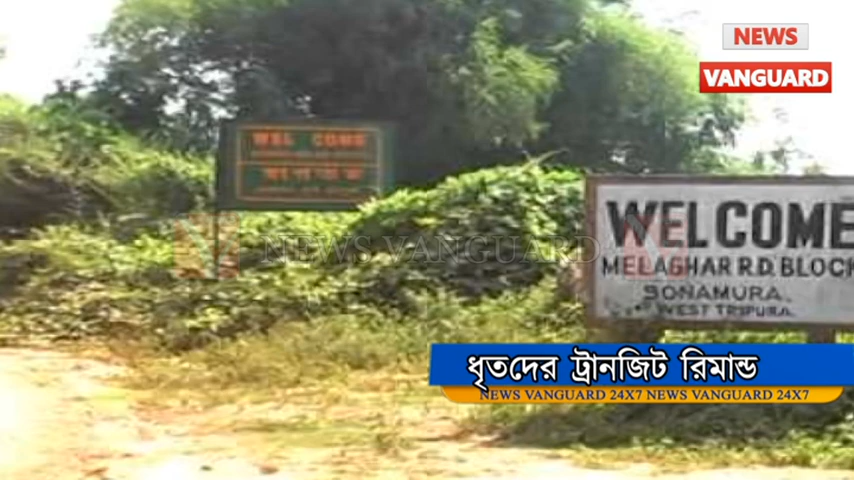 NEWS
VANGUARD
WEL COME
WELCOME
MELAGHAR R.D. BLOCK
SONAMURA.
WEST TRIPURA.
NEWS VANGUARD
ধৃতদের ট্রানজিট রিমান্ড
NEWS VANGUARD 24X7 NEWS VANGUARD 24X7